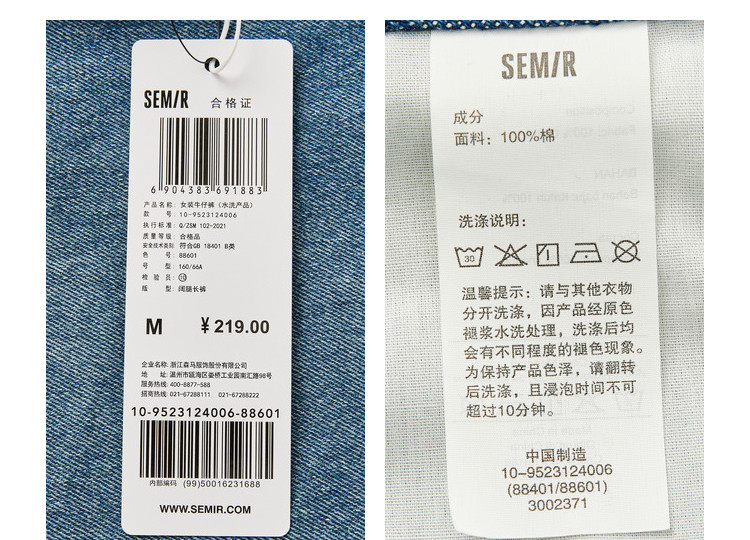 SEM/R 合格证
6 904383 691883
产品名称: 女装牛仔裤（水洗产品）
款 号: 10-9523124006
执行标准: Q/ZSM 102-2021
质量等级: 合格品
安全技术类别: 符合GB 18401 B类
色 号: 88601
号 型: 160/66A
检 验 员:
版 型: 阔腿长裤
M ¥219.00
企业名称: 浙江森马服饰股份有限公司
地 址: 温州市瓯海区娄桥工业园南汇路98号
服务热线: 400-8877-588
招商热线: 021-67288111 021-67288222
10-9523124006-88601
内部编码 (99)50016231688
WWW.SEMIR.COM
SEM/R
成分
面料：100%棉
洗涤说明：
30
温馨提示：请与其他衣物
分开洗涤，因产品经原色
褪浆水洗处理，洗涤后均
会有不同程度的褪色现象。
为保持产品色泽，请翻转
后洗涤，且浸泡时间不可
超过10分钟。
中国制造
10-9523124006
(88401/88601)
3002371